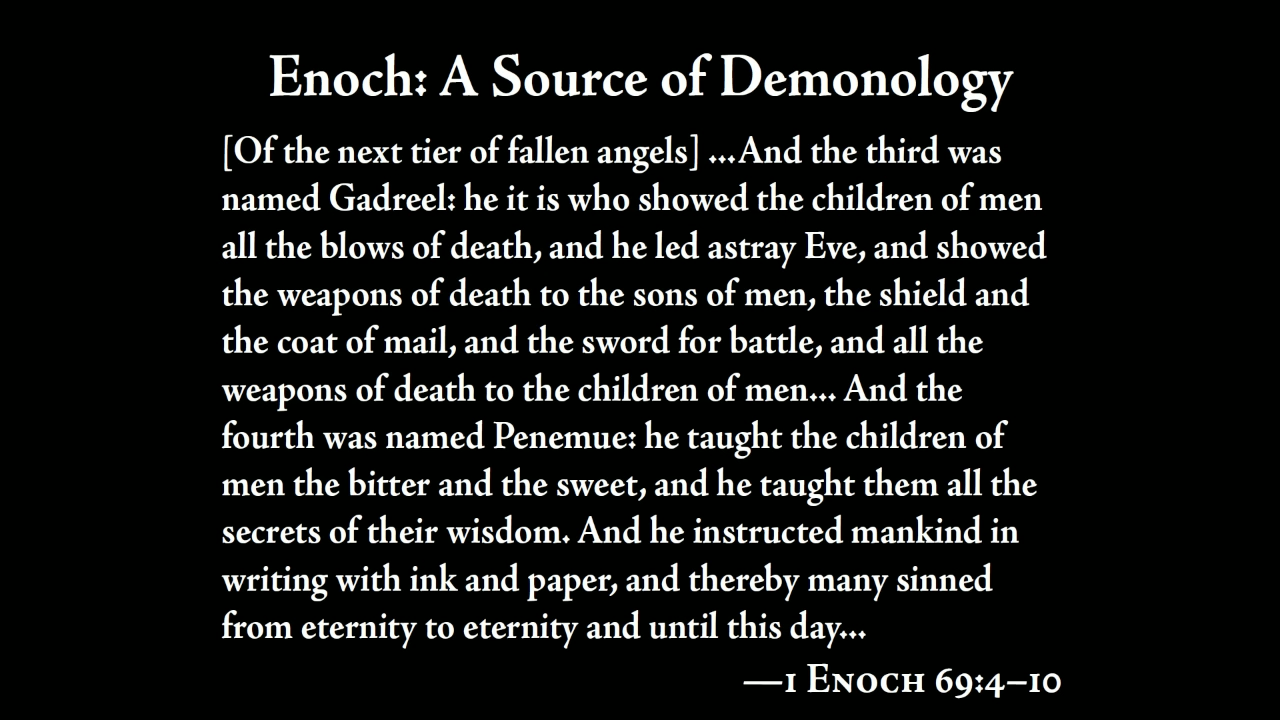 Enoch: A Source of Demonology
[Of the next tier of fallen angels] ...And the third was
named Gadreel: he it is who showed the children of men
all the blows of death, and he led astray Eve, and showed
the weapons of death to the sons of men, the shield and
the coat of mail, and the sword for battle, and all the
weapons of death to the children of men... And the
fourth was named Penemue: he taught the children of
men the bitter and the sweet, and he taught them all the
secrets of their wisdom. And he instructed mankind in
writing with ink and paper, and thereby many sinned
from eternity to eternity and until this day...
—1 Enoch 69:4–10